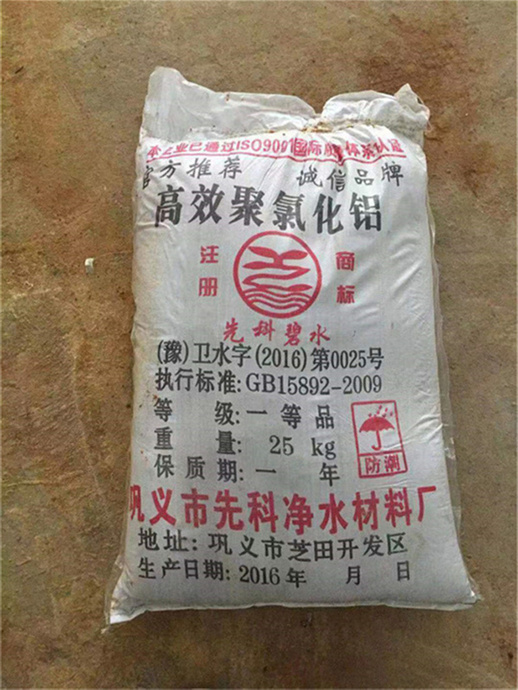 本企业已通过ISO9001国际质量体系认证
官方推荐 诚信品牌
高效聚氯化铝
注册 商标
先科碧水
(豫)卫水字(2016)第0025号
执行标准:GB15892-2009
等级:一等品
重量:25kg
保质期:一年
防潮
巩义市先科净水材料厂
地址:巩义市芝田开发区
生产日期:2016年 月 日